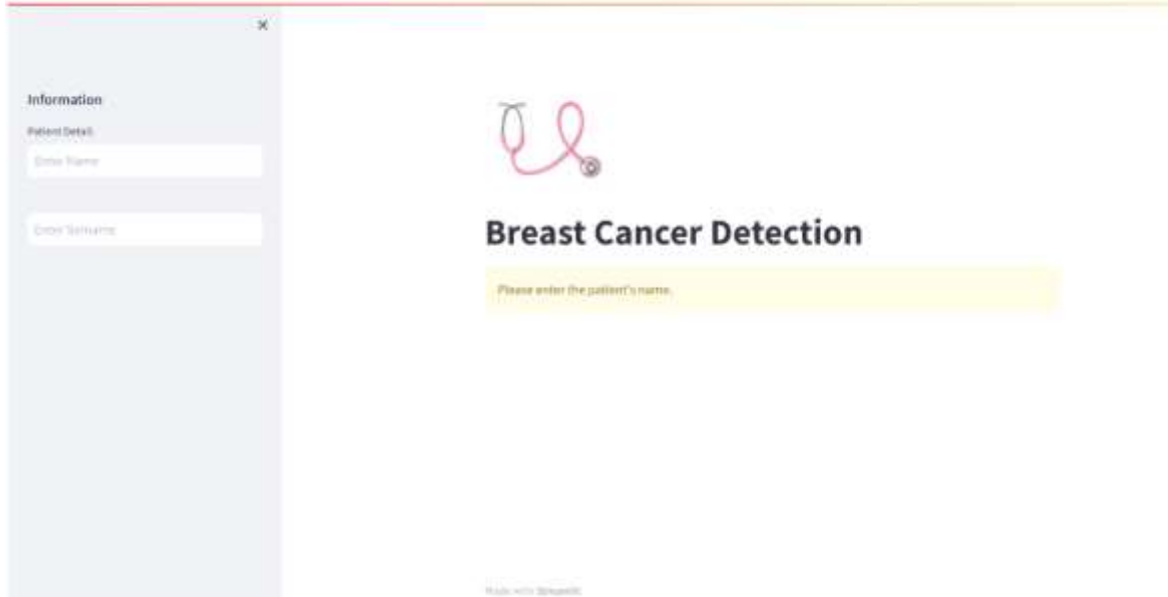 ×
Information
Patient Detail:
Enter Name
Enter Surname
Breast Cancer Detection
Please enter the patient's name.
Made with Streamlit